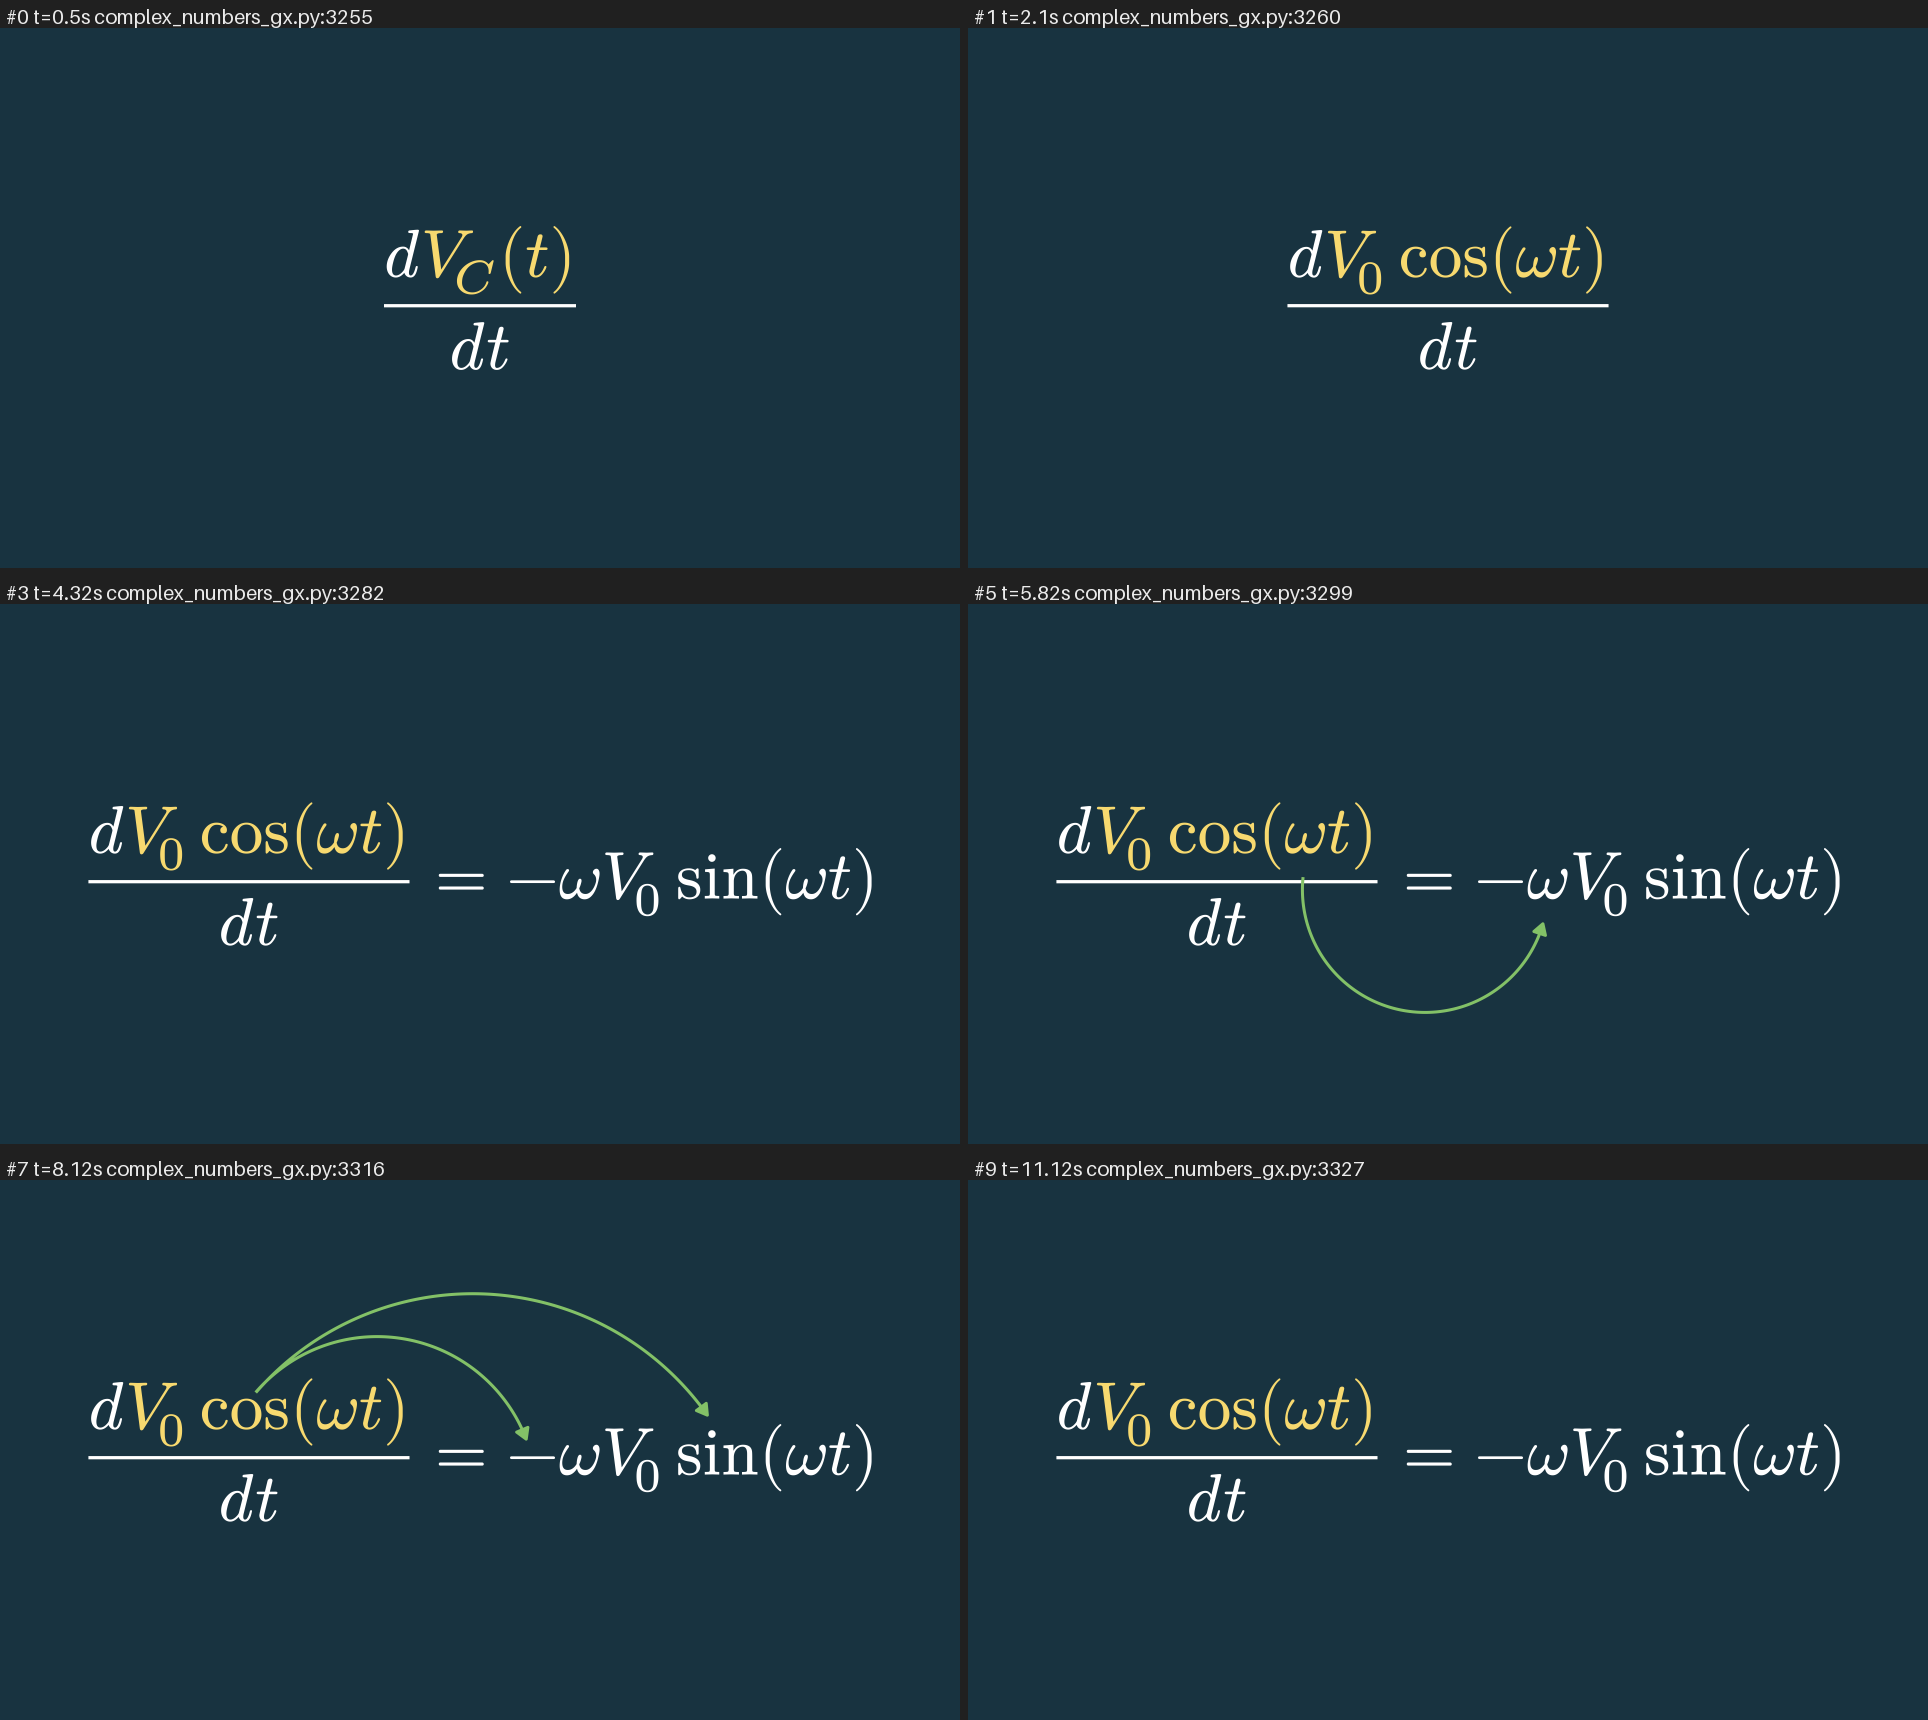 #0 t=0.5s complex_numbers_gx.py:3255
dV_C(t)
dt
#1 t=2.1s complex_numbers_gx.py:3260
dV_0 cos(ωt)
dt
#3 t=4.32s complex_numbers_gx.py:3282
dV_0 cos(ωt)
dt
= −ωV_0 sin(ωt)
#5 t=5.82s complex_numbers_gx.py:3299
dV_0 cos(ωt)
dt
= −ωV_0 sin(ωt)
#7 t=8.12s complex_numbers_gx.py:3316
dV_0 cos(ωt)
dt
= −ωV_0 sin(ωt)
#9 t=11.12s complex_numbers_gx.py:3327
dV_0 cos(ωt)
dt
= −ωV_0 sin(ωt)